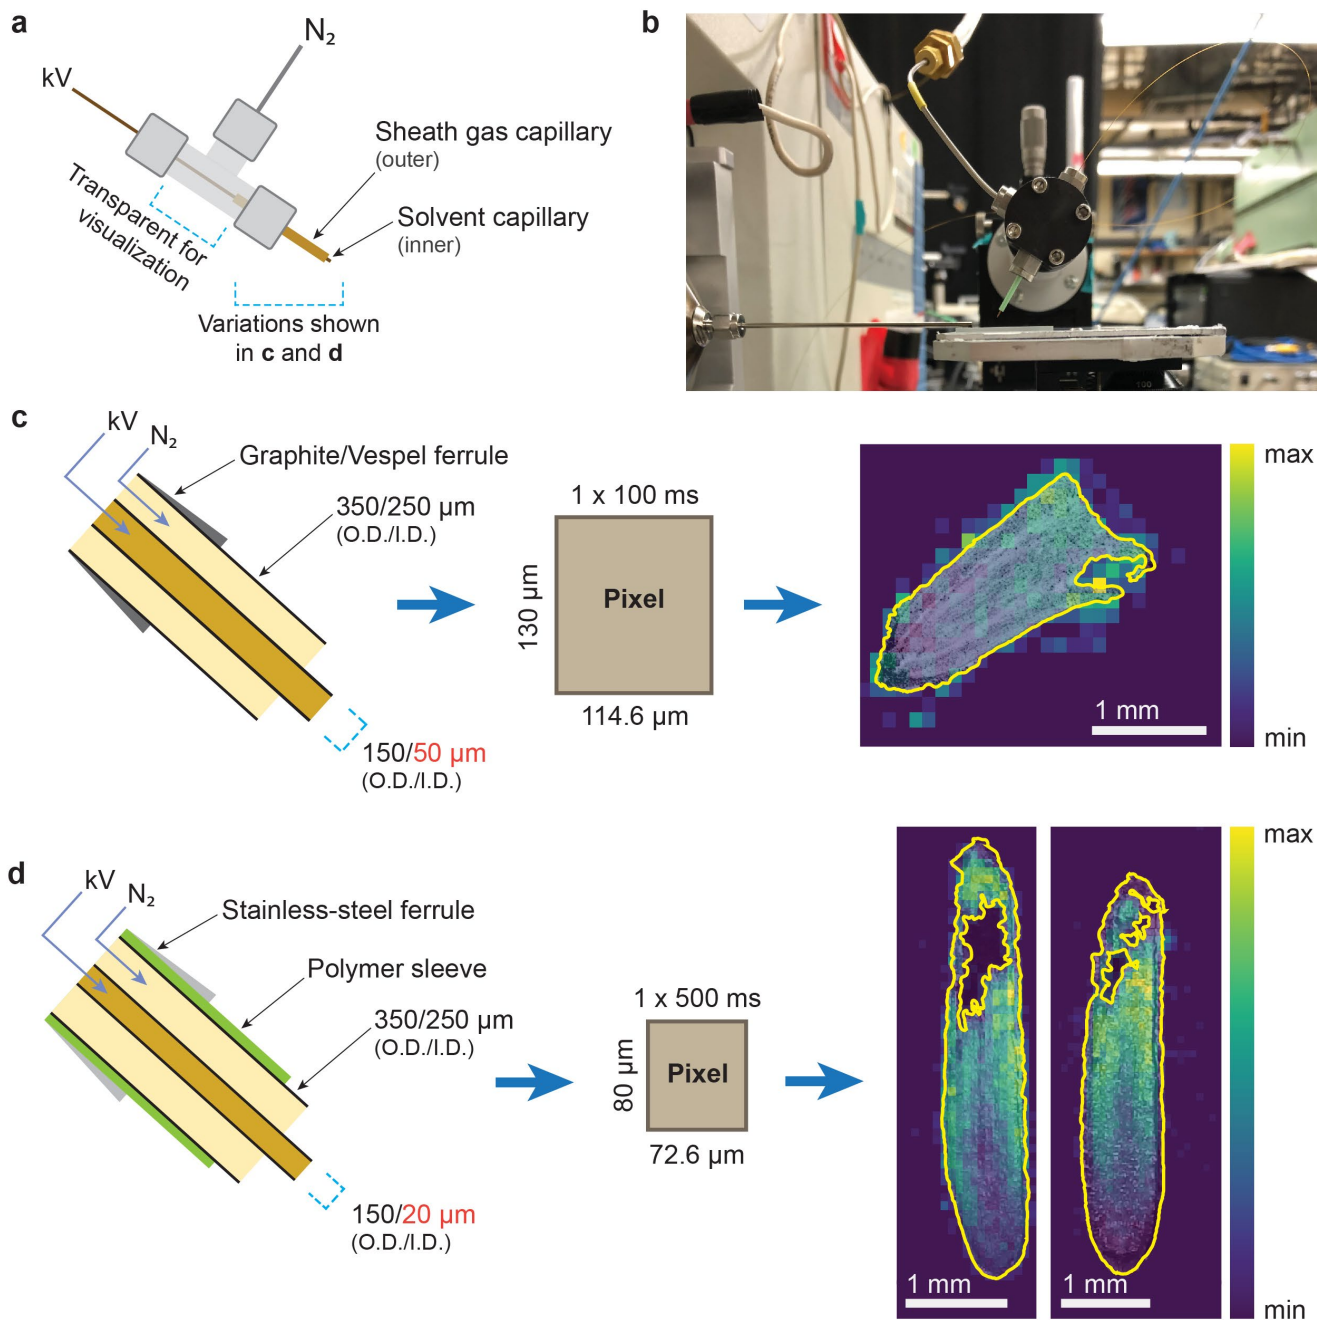 a
N₂
kV
Sheath gas capillary
(outer)
Solvent capillary
(inner)
Transparent for
visualization
Variations shown
in c and d
b
100
c
kV
N₂
Graphite/Vespel ferrule
350/250 µm
(O.D./I.D.)
150/50 µm
(O.D./I.D.)
1 x 100 ms
130 µm
Pixel
114.6 µm
1 mm
max
min
d
kV
N₂
Stainless-steel ferrule
Polymer sleeve
350/250 µm
(O.D./I.D.)
150/20 µm
(O.D./I.D.)
1 x 500 ms
80 µm
Pixel
72.6 µm
1 mm
1 mm
max
min